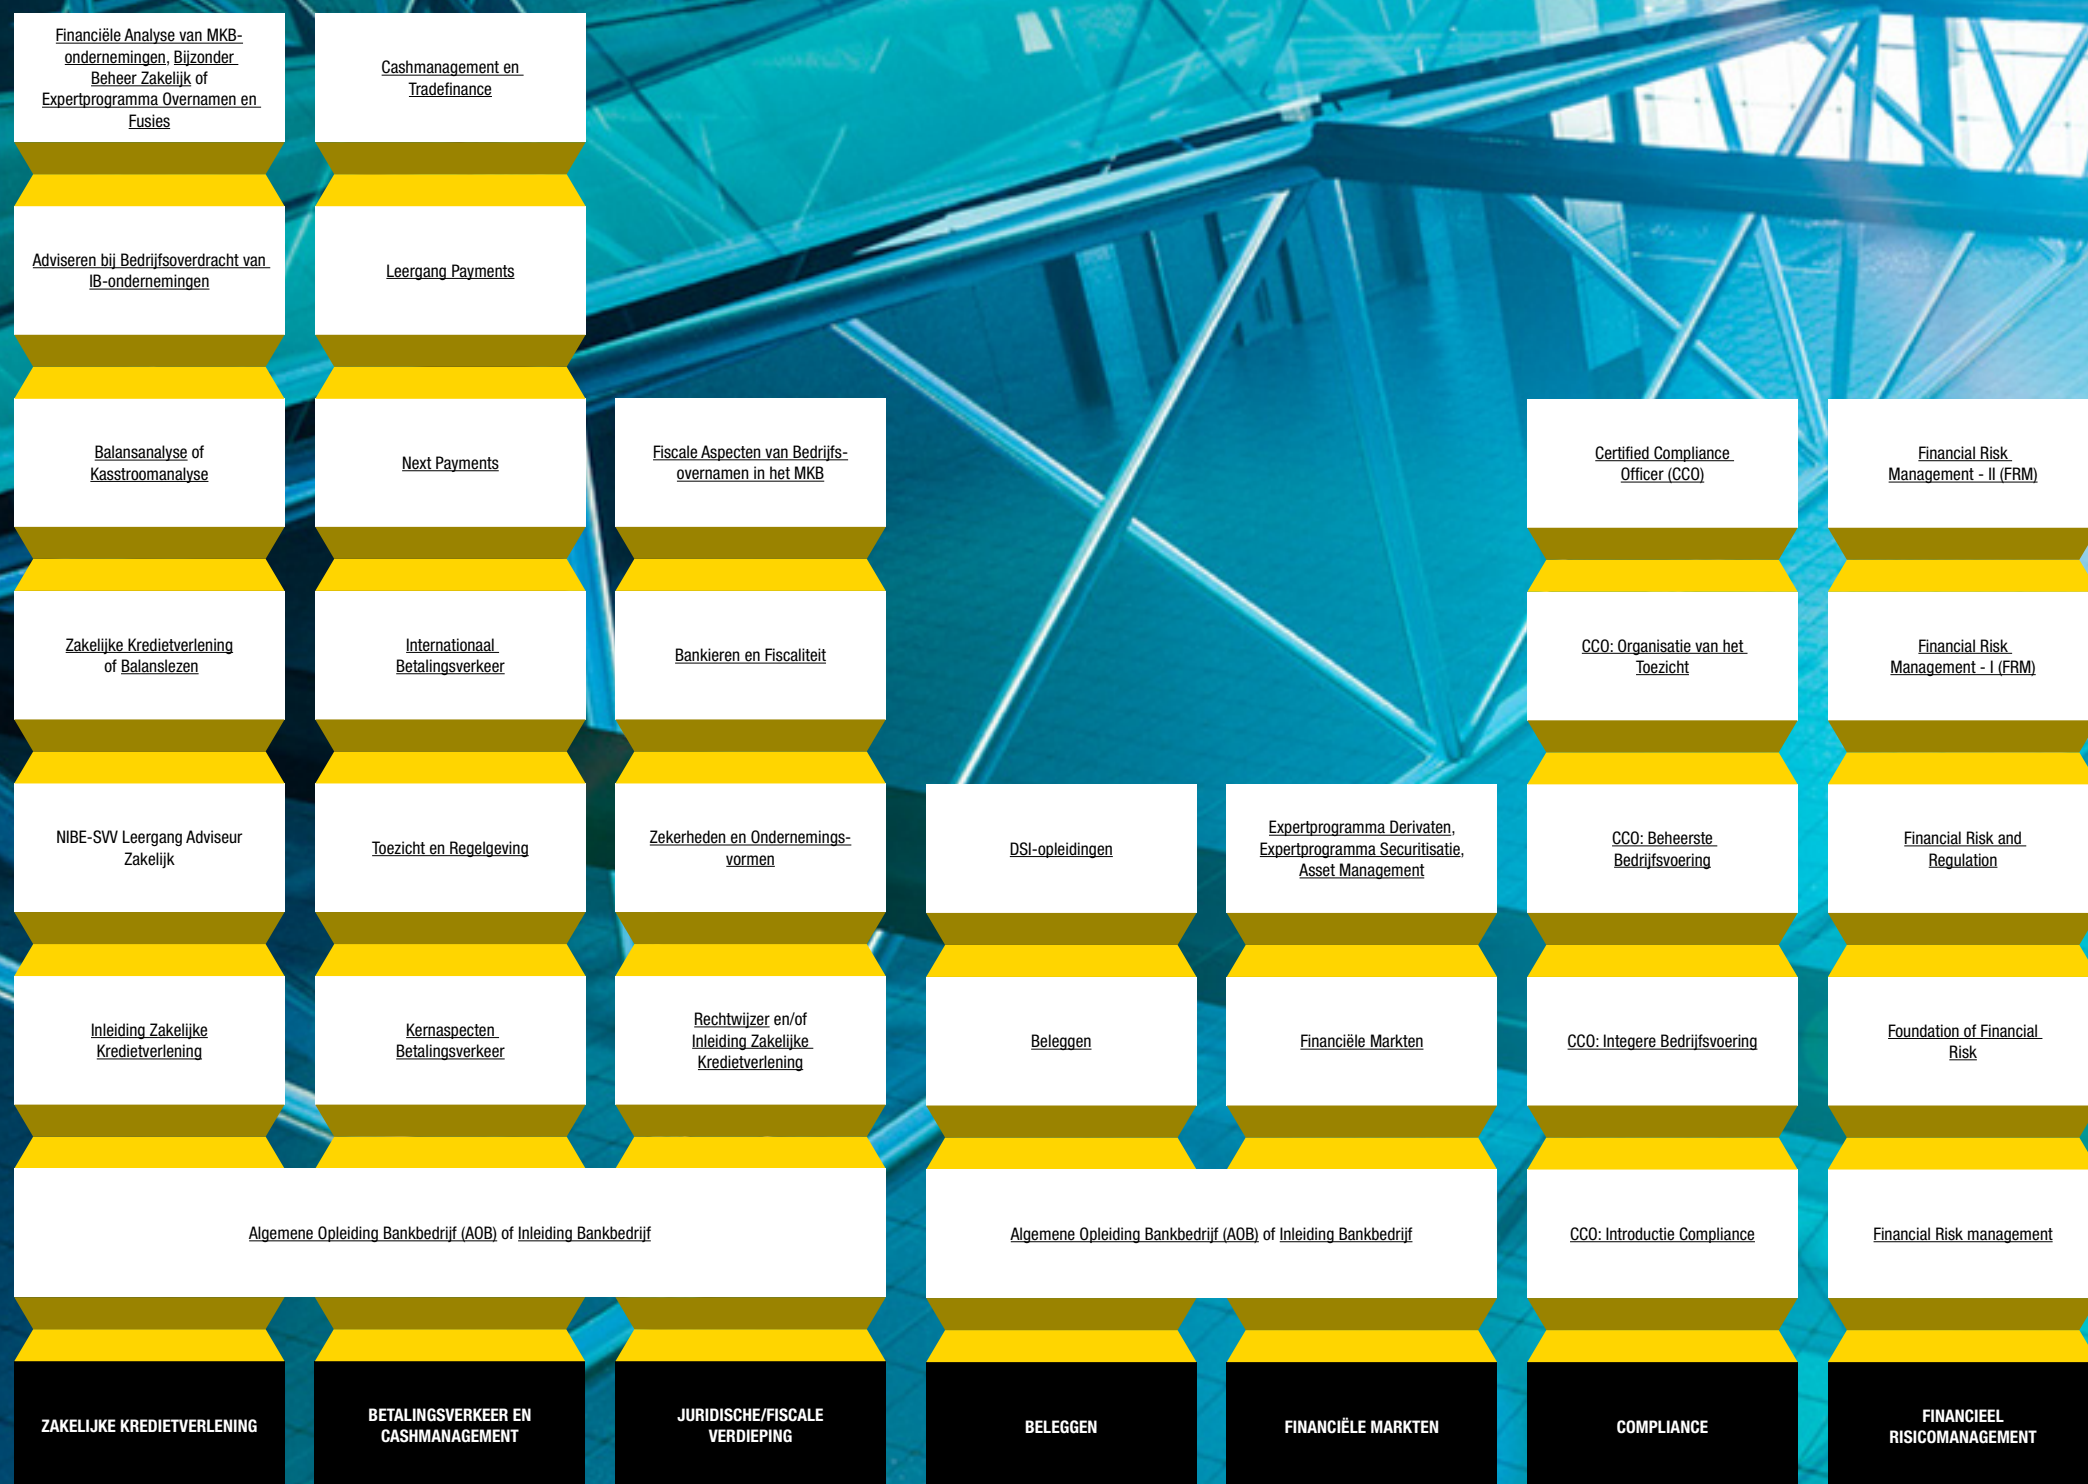 Financiële Analyse van MKB-
ondernemingen, Bijzonder
Beheer Zakelijk of
Expertprogramma Overnamen en
Fusies
Adviseren bij Bedrijfsoverdracht van
IB-ondernemingen
Balansanalyse of
Kasstroomanalyse
Zakelijke Kredietverlening
of Balanslezen
NIBE-SVV Leergang Adviseur
Zakelijk
Inleiding Zakelijke
Kredietverlening
Cashmanagement en
Tradefinance
Leergang Payments
Next Payments
Internationaal
Betalingsverkeer
Toezicht en Regelgeving
Kernaspecten
Betalingsverkeer
Fiscale Aspecten van Bedrijfs-
overnamen in het MKB
Bankieren en Fiscaliteit
Zekerheden en Ondernemings-
vormen
Rechtwijzer en/of
Inleiding Zakelijke
Kredietverlening
Algemene Opleiding Bankbedrijf (AOB) of Inleiding Bankbedrijf
ZAKELIJKE KREDIETVERLENING
BETALINGSVERKEER EN
CASHMANAGEMENT
JURIDISCHE/FISCALE
VERDIEPING
DSI-opleidingen
Beleggen
Expertprogramma Derivaten,
Expertprogramma Securitisatie,
Asset Management
Financiële Markten
Algemene Opleiding Bankbedrijf (AOB) of Inleiding Bankbedrijf
BELEGGEN
FINANCIËLE MARKTEN
Certified Compliance
Officer (CCO)
CCO: Organisatie van het
Toezicht
CCO: Beheerste
Bedrijfsvoering
CCO: Integere Bedrijfsvoering
CCO: Introductie Compliance
COMPLIANCE
Financial Risk
Management - II (FRM)
Financial Risk
Management - I (FRM)
Financial Risk and
Regulation
Foundation of Financial
Risk
Financial Risk management
FINANCIEEL
RISICOMANAGEMENT